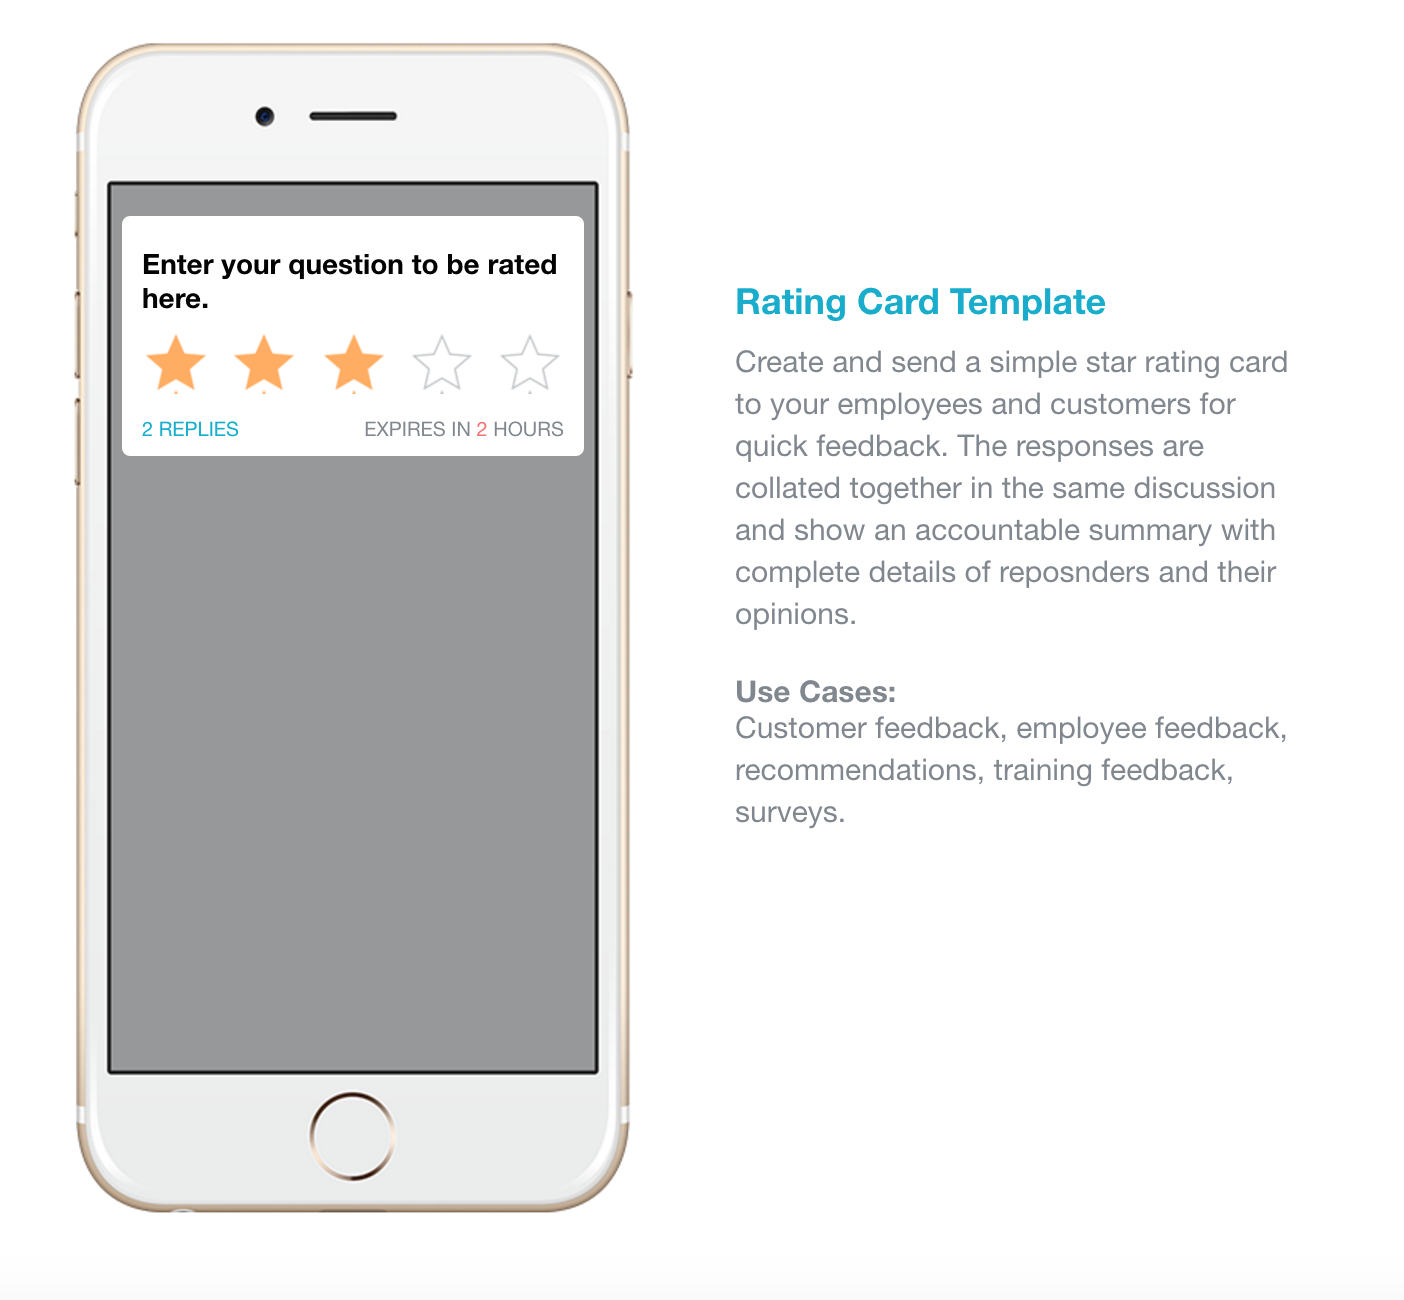 Enter your question to be rated
here.
2 REPLIES
EXPIRES IN 2 HOURS
Rating Card Template
Create and send a simple star rating card
to your employees and customers for
quick feedback. The responses are
collated together in the same discussion
and show an accountable summary with
complete details of reposnders and their
opinions.
Use Cases:
Customer feedback, employee feedback,
recommendations, training feedback,
surveys.